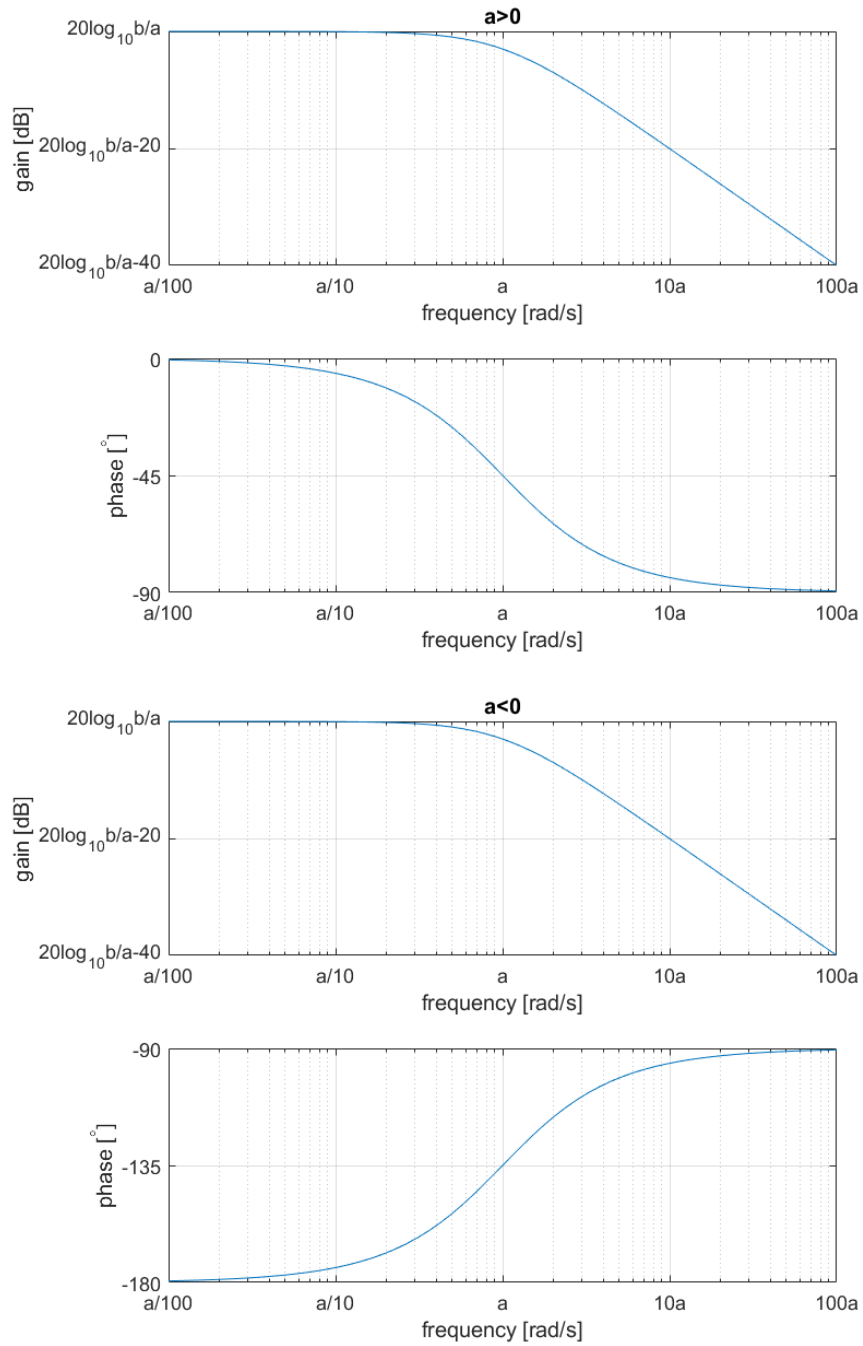 a>0
20log10b/a
20log10b/a-20
20log10b/a-40
gain [dB]
a/100 a/10 a 10a 100a
frequency [rad/s]
0
-45
-90
phase [°]
a/100 a/10 a 10a 100a
frequency [rad/s]
a<0
20log10b/a
20log10b/a-20
20log10b/a-40
gain [dB]
a/100 a/10 a 10a 100a
frequency [rad/s]
-90
-135
-180
phase [°]
a/100 a/10 a 10a 100a
frequency [rad/s]